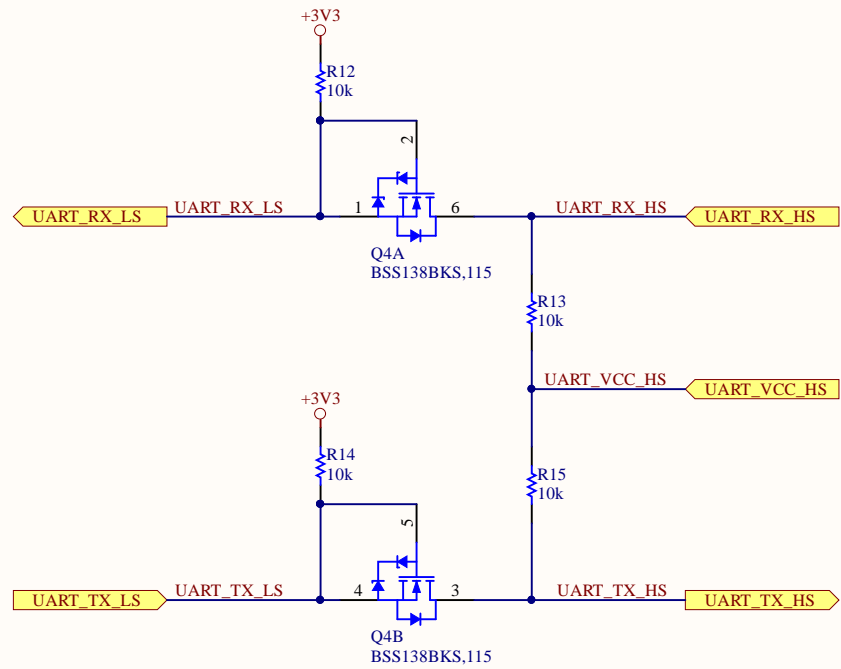 +3V3
R12
10k
2
UART_RX_LS
UART_RX_LS
1
6
UART_RX_HS
UART_RX_HS
Q4A
BSS138BKS,115
R13
10k
UART_VCC_HS
UART_VCC_HS
+3V3
R14
10k
R15
10k
5
UART_TX_LS
UART_TX_LS
4
3
UART_TX_HS
UART_TX_HS
Q4B
BSS138BKS,115